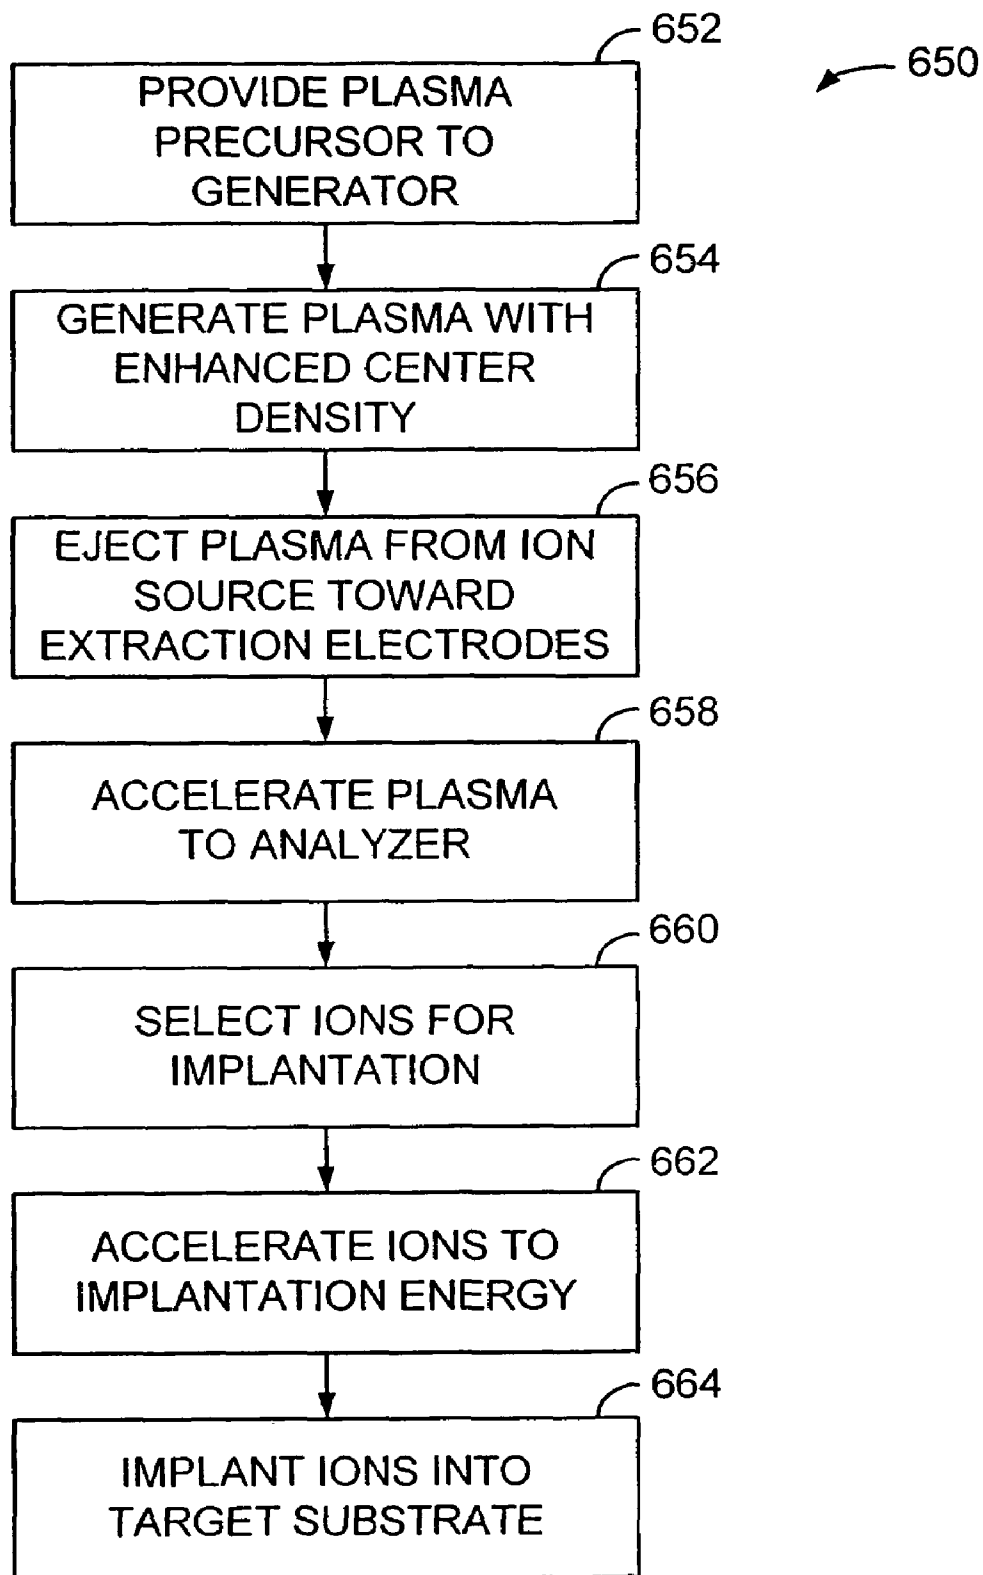 652
650
PROVIDE PLASMA
PRECURSOR TO
GENERATOR
654
GENERATE PLASMA WITH
ENHANCED CENTER
DENSITY
656
EJECT PLASMA FROM ION
SOURCE TOWARD
EXTRACTION ELECTRODES
658
ACCELERATE PLASMA
TO ANALYZER
660
SELECT IONS FOR
IMPLANTATION
662
ACCELERATE IONS TO
IMPLANTATION ENERGY
664
IMPLANT IONS INTO
TARGET SUBSTRATE